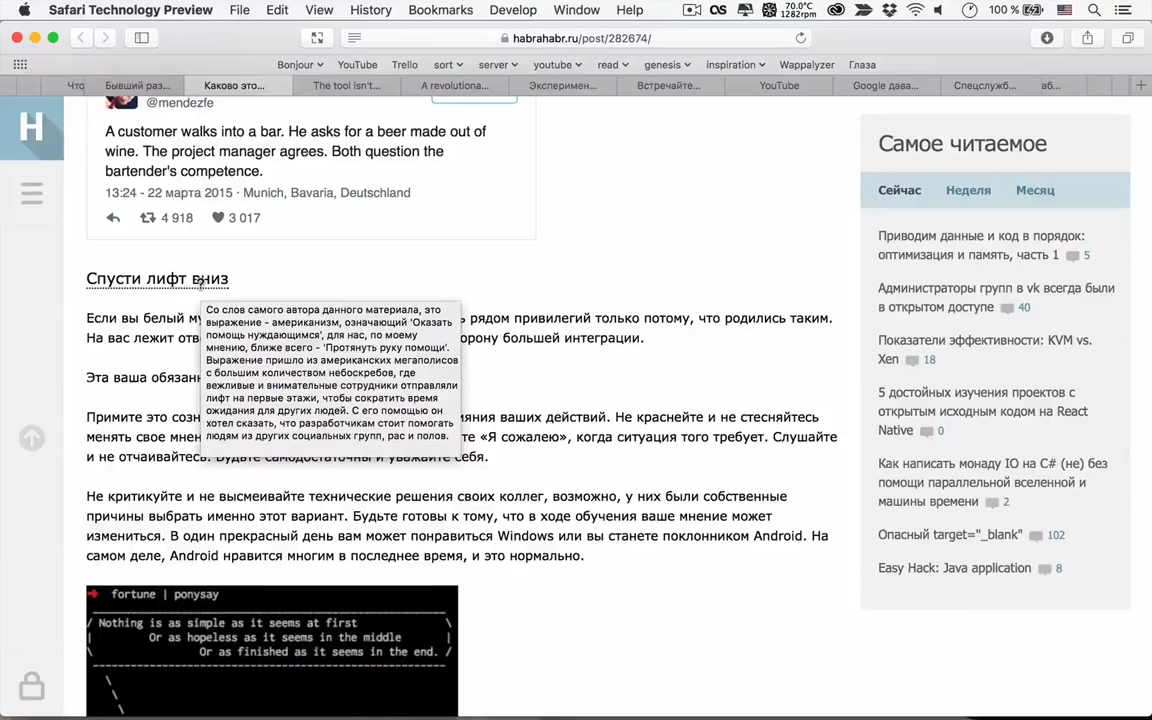 Safari Technology Preview File Edit View History Bookmarks Develop Window Help 70.0°C 1282rpm 100 %
habrahabr.ru/post/282674/
Bonjour YouTube Trello sort server youtube read genesis inspiration Wappalyzer Глаза
Что Бывший раз... Каково это... The tool isn't... A revolutiona... Эксперимен... Встречайте... YouTube Google дава... Спецслужб... аб...
H
@mendezfe
A customer walks into a bar. He asks for a beer made out of
wine. The project manager agrees. Both question the
bartender's competence.
13:24 - 22 марта 2015 · Munich, Bavaria, Deutschland
4 918 3 017
Спусти лифт вниз
Со слов самого автора данного материала, это
выражение - американизм, означающий 'Оказать
помощь нуждающимся', для нас, по моему
мнению, ближе всего - 'Протянуть руку помощи'.
Выражение пришло из американских мегаполисов
с большим количеством небоскребов, где
вежливые и внимательные сотрудники отправляли
лифт на первые этажи, чтобы сократить время
ожидания для других людей. С его помощью он
хотел сказать, что разработчикам стоит помогать
людям из других социальных групп, рас и полов.
Если вы белый рядом привилегий только потому, что родились таким.
На вас лежит орону большей интеграции.
Эта ваша обязан
Примите это созн ияния ваших действий. Не краснейте и не стесняйтесь
менять свое мнен те «Я сожалею», когда ситуация того требует. Слушайте
и не отчаивайтесь. Будьте самодостаточны и уважайте себя.
Не критикуйте и не высмеивайте технические решения своих коллег, возможно, у них были собственные
причины выбрать именно этот вариант. Будьте готовы к тому, что в ходе обучения ваше мнение может
измениться. В один прекрасный день вам может понравиться Windows или вы станете поклонником Android. На
самом деле, Android нравится многим в последнее время, и это нормально.
fortune | ponysay
/ Nothing is as simple as it seems at first \
| Or as hopeless as it seems in the middle |
\ Or as finished as it seems in the end. /
Самое читаемое
Сейчас Неделя Месяц
Приводим данные и код в порядок:
оптимизация и память, часть 1 5
Администраторы групп в vk всегда были
в открытом доступе 40
Показатели эффективности: KVM vs.
Xen 18
5 достойных изучения проектов с
открытым исходным кодом на React
Native 0
Как написать монаду IO на C# (не) без
помощи параллельной вселенной и
машины времени 2
Опасный target="_blank" 102
Easy Hack: Java application 8